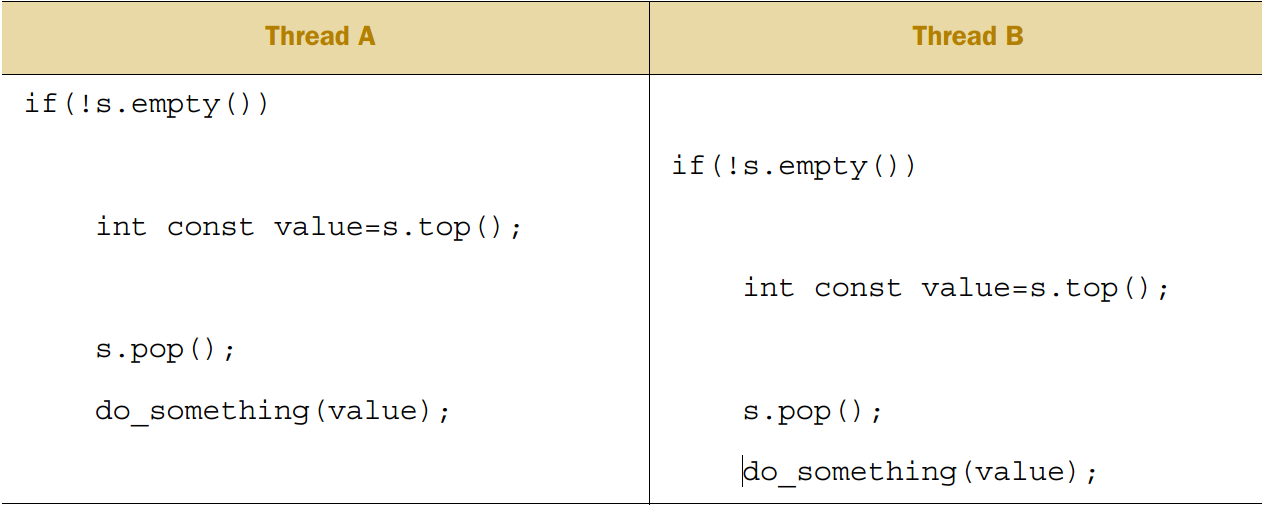 Thread A Thread B
if(!s.empty())
if(!s.empty())
int const value=s.top();
int const value=s.top();
s.pop();
do_something(value); s.pop();
do_something(value);